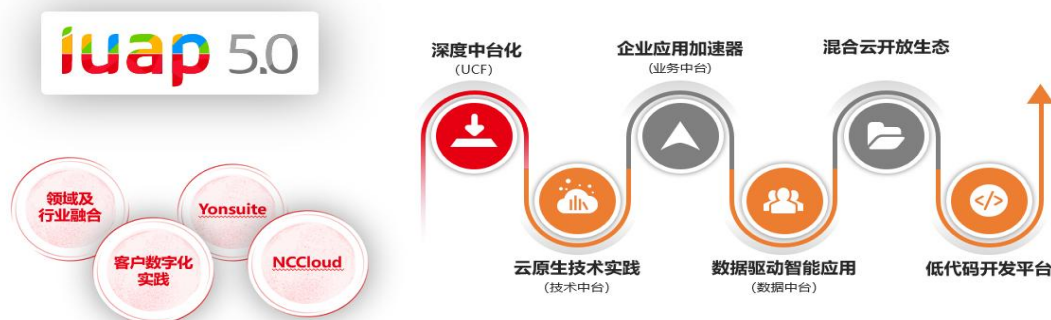 iuap 5.0
领域及
行业融合
Yonsuite
客户数字化
实践
NCCloud
深度中台化
(UCF)
企业应用加速器
(业务中台)
混合云开放生态
</>
云原生技术实践
(技术中台)
数据驱动智能应用
(数据中台)
低代码开发平台